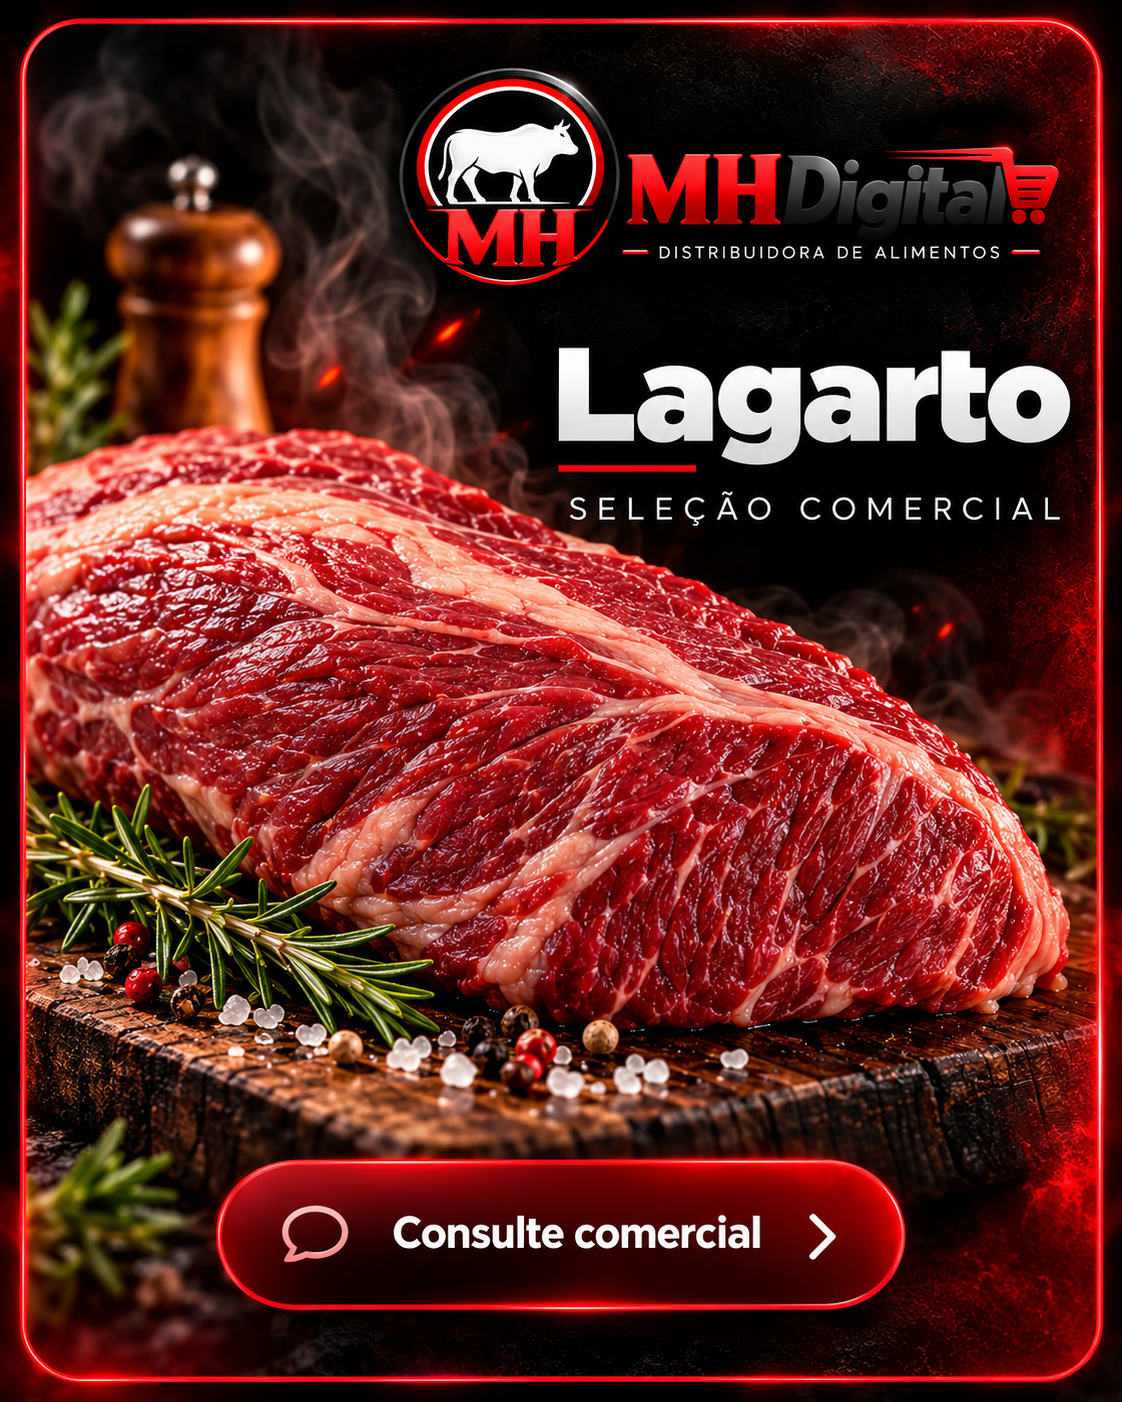 MH
MHDigital
DISTRIBUIDORA DE ALIMENTOS
Lagarto
SELEÇÃO COMERCIAL
Consulte comercial